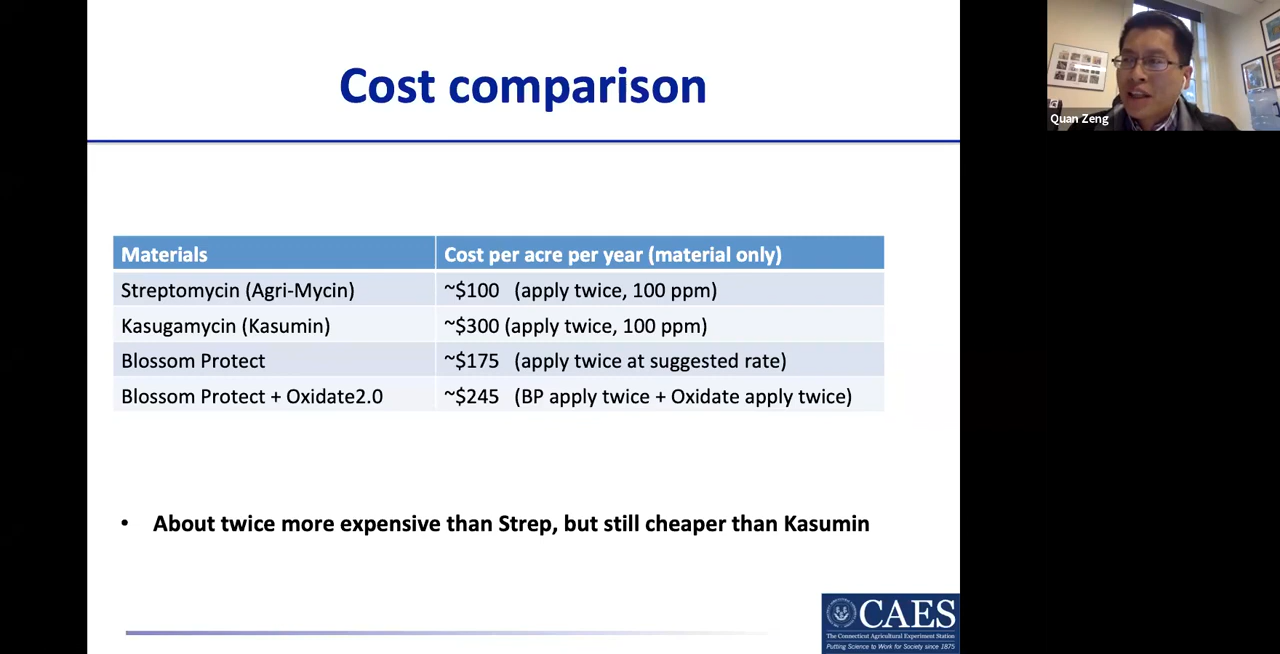 Cost comparison
Quan Zeng
Materials Cost per acre per year (material only)
Streptomycin (Agri-Mycin) ~$100 (apply twice, 100 ppm)
Kasugamycin (Kasumin) ~$300 (apply twice, 100 ppm)
Blossom Protect ~$175 (apply twice at suggested rate)
Blossom Protect + Oxidate2.0 ~$245 (BP apply twice + Oxidate apply twice)
• About twice more expensive than Strep, but still cheaper than Kasumin
CAES
The Connecticut Agricultural Experiment Station
Putting Science to Work for Society since 1875